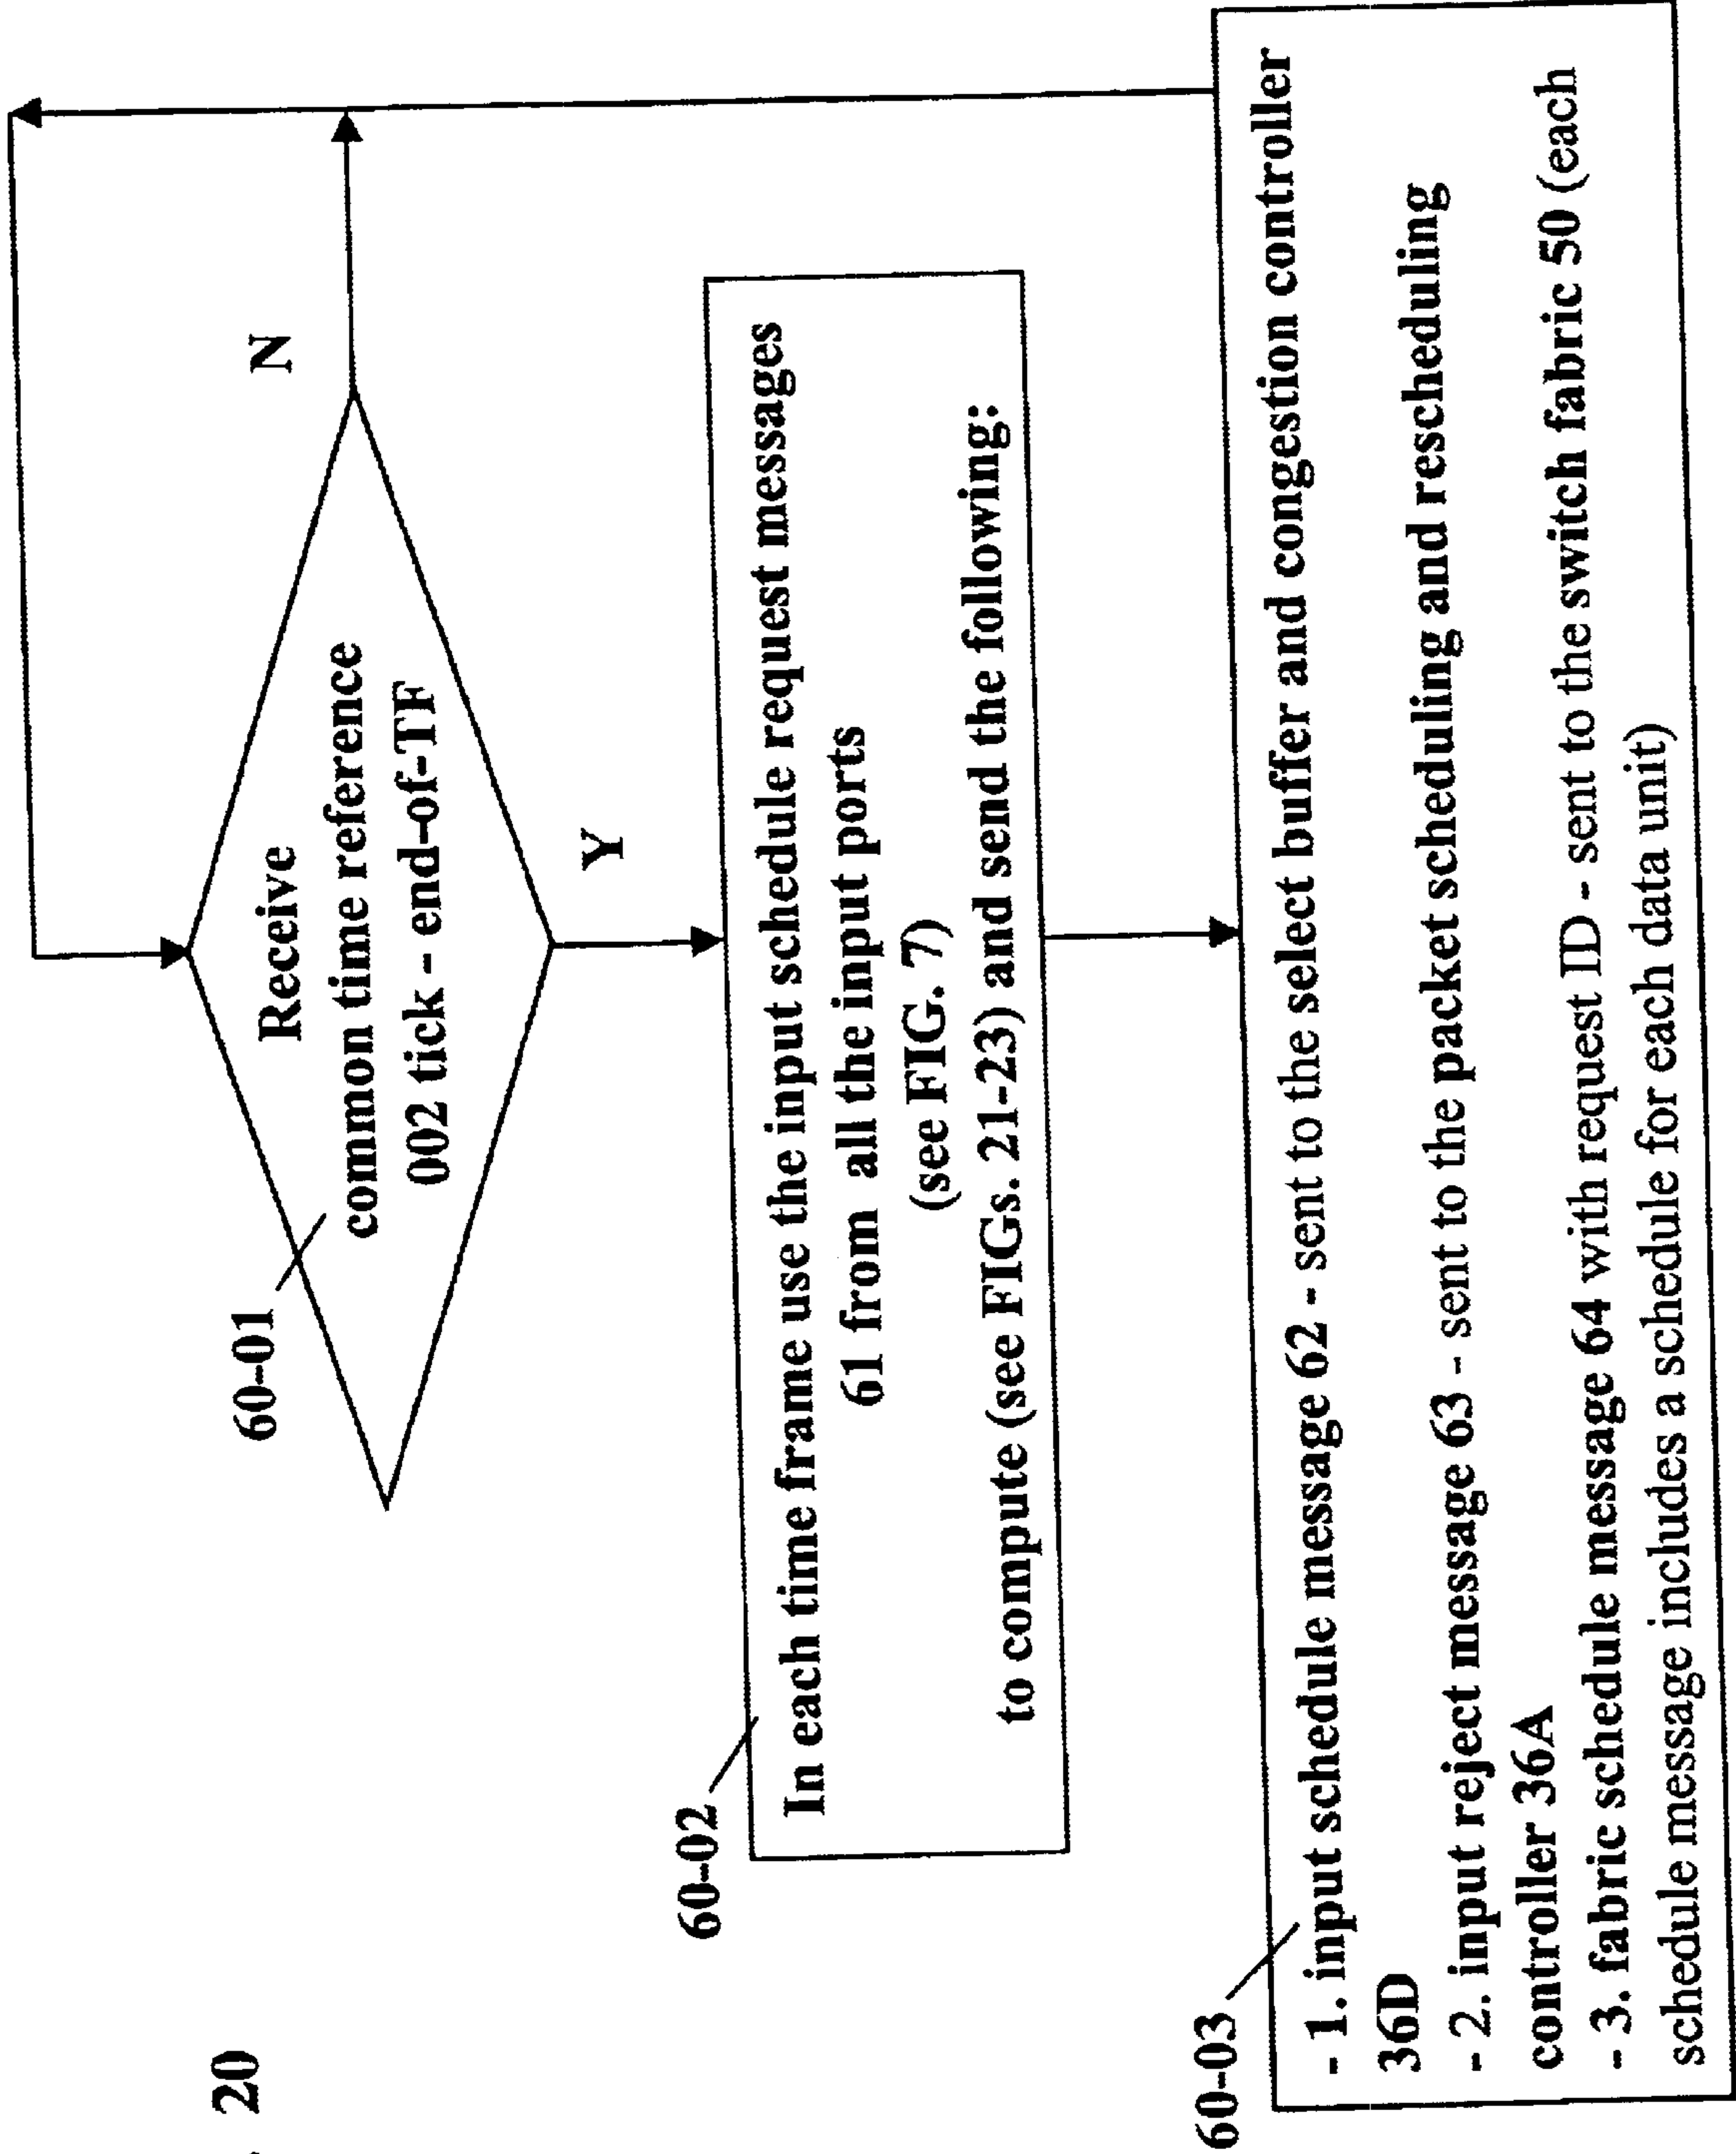 20
60-01
Receive
common time reference
002 tick - end-of-TF
N
Y
60-02
In each time frame use the input schedule request messages
61 from all the input ports
(see FIG. 7)
to compute (see FIGs. 21-23) and send the following:
60-03
- 1. input schedule message 62 - sent to the select buffer and congestion controller
36D
- 2. input reject message 63 - sent to the packet scheduling and rescheduling
controller 36A
- 3. fabric schedule message 64 with request ID - sent to the switch fabric 50 (each
schedule message includes a schedule for each data unit)